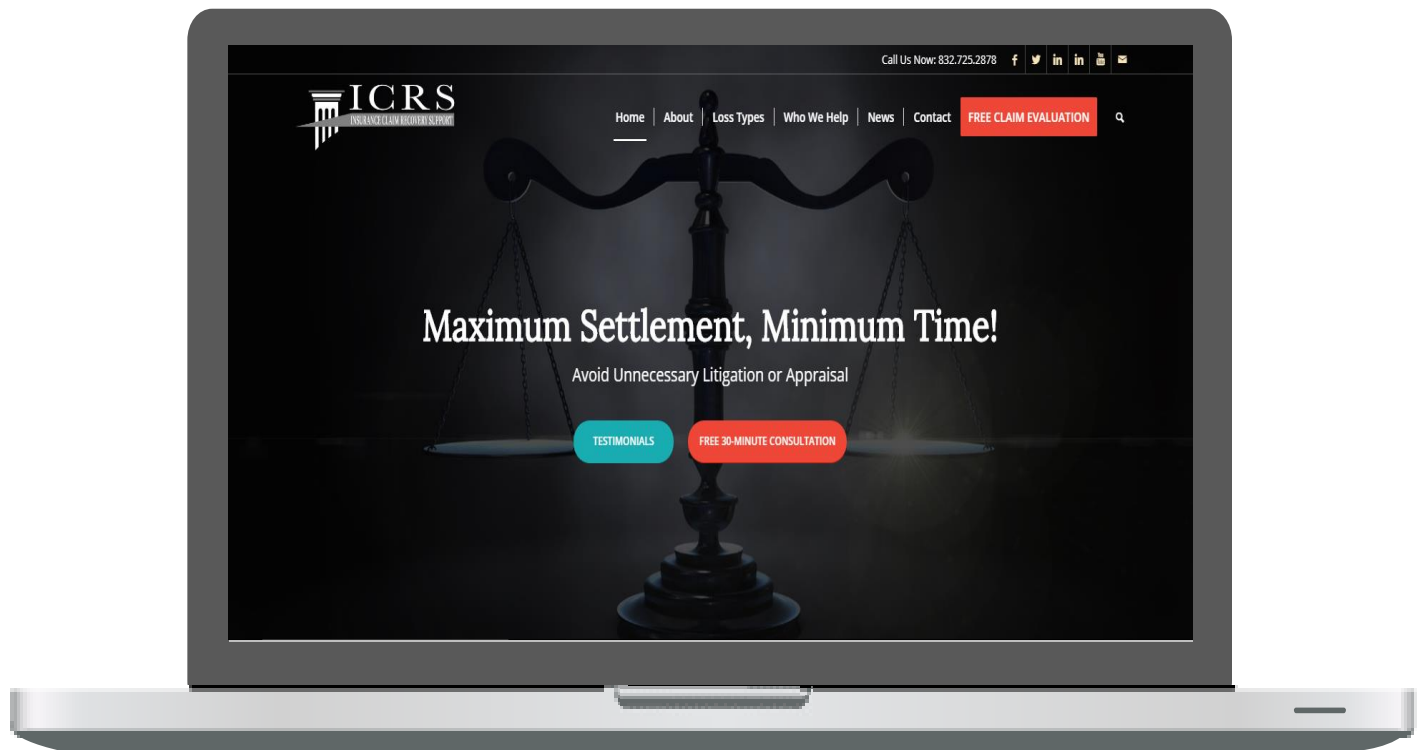 Call Us Now: 832.725.2878
ICRS
INSURANCE CLAIM RECOVERY SUPPORT
Home About Loss Types Who We Help News Contact FREE CLAIM EVALUATION
Maximum Settlement, Minimum Time!
Avoid Unnecessary Litigation or Appraisal
TESTIMONIALS FREE 30-MINUTE CONSULTATION